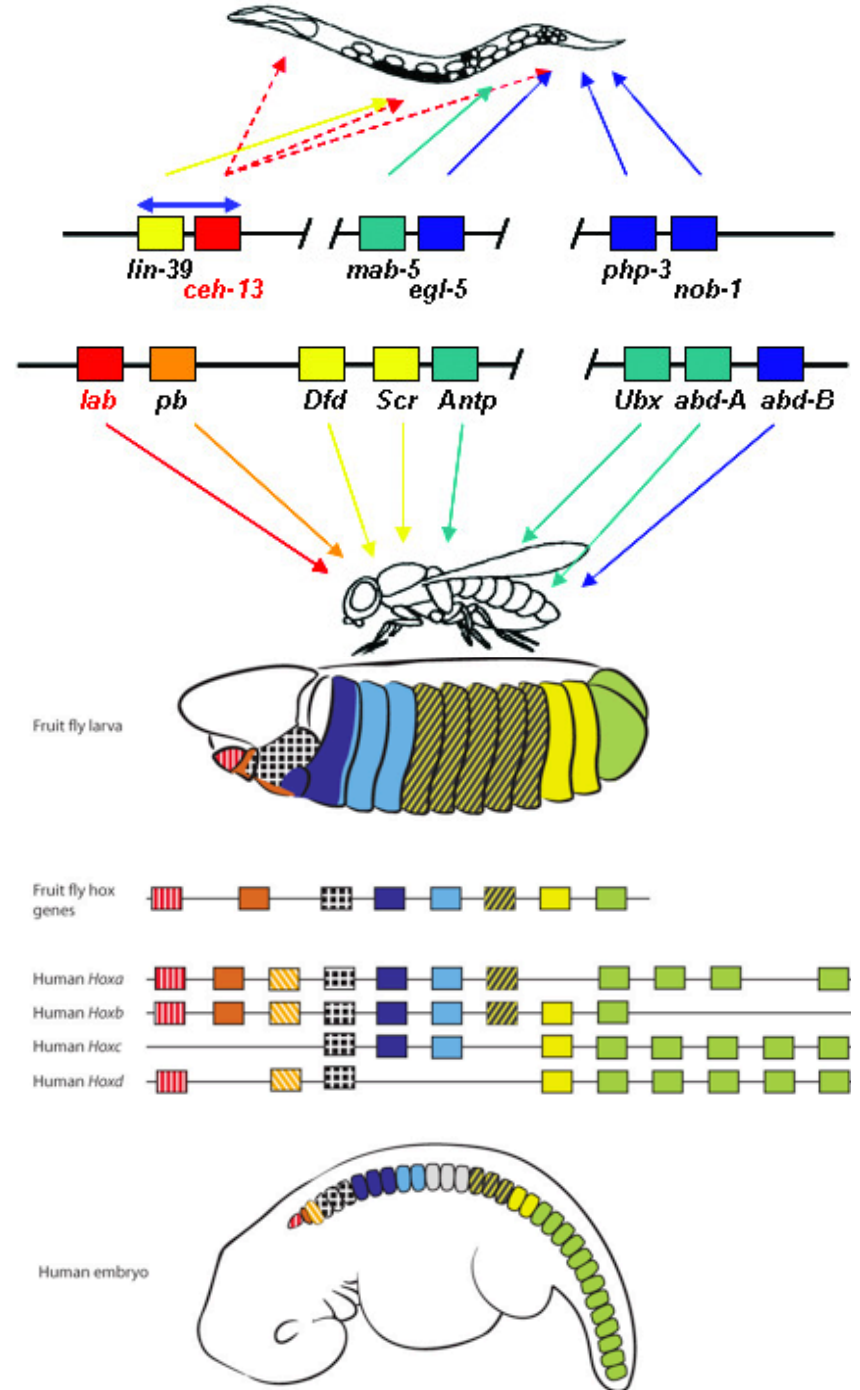 lin-39
ceh-13
mab-5
egl-5
php-3
nob-1
lab
pb
Dfd
Scr
Antp
Ubx
abd-A
abd-B
Fruit fly larva
Fruit fly hox
genes
Human Hoxa
Human Hoxb
Human Hoxc
Human Hoxd
Human embryo